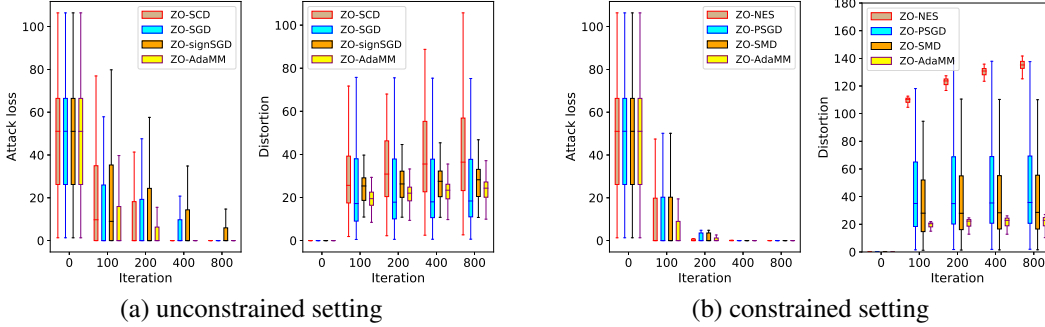 ZO-SCD
ZO-SGD
ZO-signSGD
ZO-AdaMM
Attack loss
100
80
60
40
20
0
0 100 200 400 800
Iteration
ZO-SCD
ZO-SGD
ZO-signSGD
ZO-AdaMM
Distortion
100
80
60
40
20
0
0 100 200 400 800
Iteration
(a) unconstrained setting
ZO-NES
ZO-PSGD
ZO-SMD
ZO-AdaMM
Attack loss
100
80
60
40
20
0
0 100 200 400 800
Iteration
ZO-NES
ZO-PSGD
ZO-SMD
ZO-AdaMM
Distortion
180
160
140
120
100
80
60
40
20
0
0 100 200 400 800
Iteration
(b) constrained setting